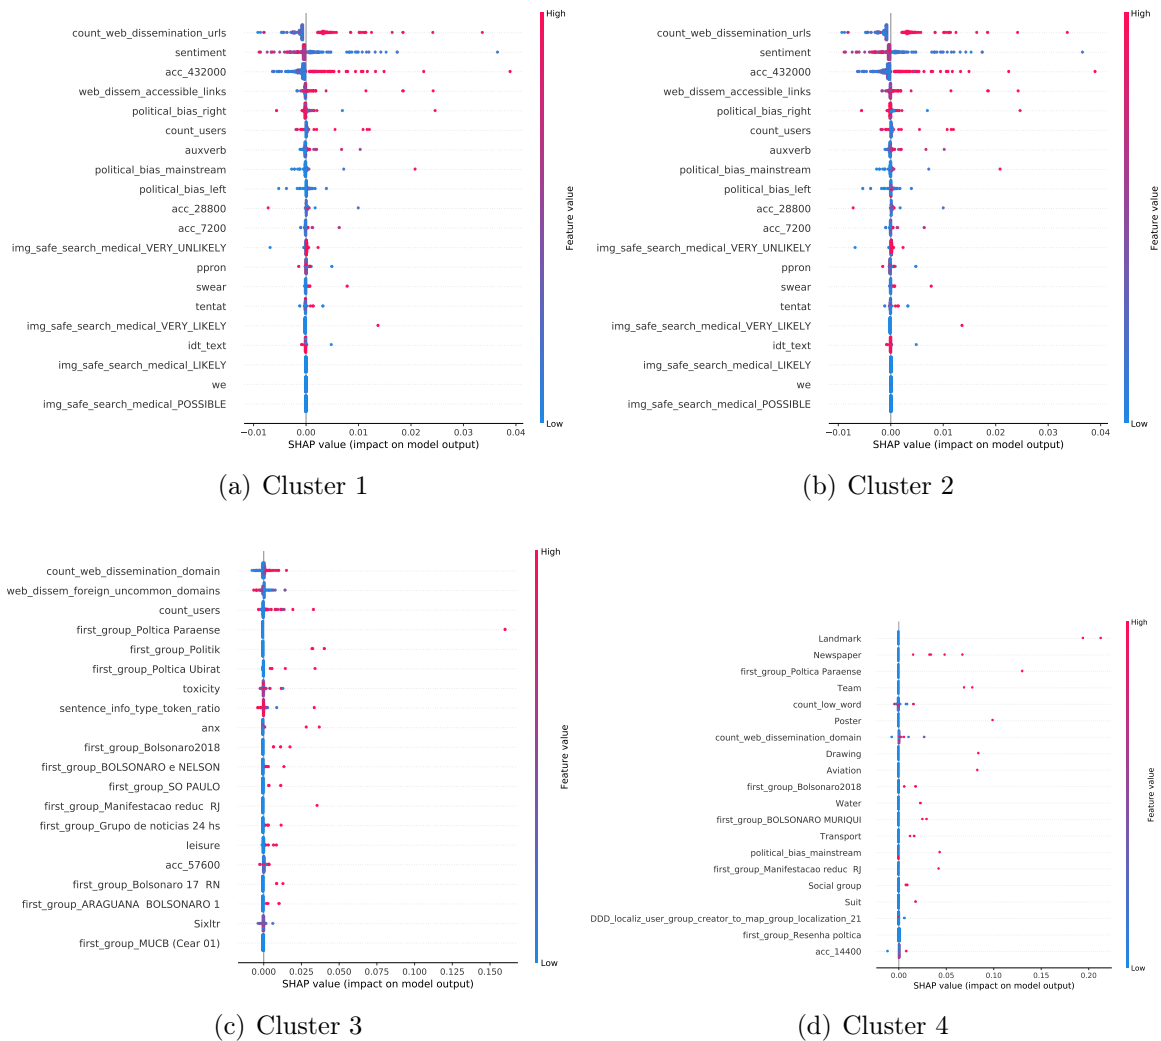 High
count_web_dissemination_urls
sentiment
acc_432000
web_dissem_accessible_links
political_bias_right
count_users
auxverb
political_bias_mainstream
political_bias_left
acc_28800
acc_7200
img_safe_search_medical_VERY_UNLIKELY
ppron
swear
tentat
img_safe_search_medical_VERY_LIKELY
idt_text
img_safe_search_medical_LIKELY
we
img_safe_search_medical_POSSIBLE
Low
Feature value
−0.01 0.00 0.01 0.02 0.03 0.04
SHAP value (impact on model output)
(a) Cluster 1
High
count_web_dissemination_urls
sentiment
acc_432000
web_dissem_accessible_links
political_bias_right
count_users
auxverb
political_bias_mainstream
political_bias_left
acc_28800
acc_7200
img_safe_search_medical_VERY_UNLIKELY
ppron
swear
tentat
img_safe_search_medical_VERY_LIKELY
idt_text
img_safe_search_medical_LIKELY
we
img_safe_search_medical_POSSIBLE
Low
Feature value
−0.01 0.00 0.01 0.02 0.03 0.04
SHAP value (impact on model output)
(b) Cluster 2
High
count_web_dissemination_domain
web_dissem_foreign_uncommon_domains
count_users
first_group_Poltica Paraense
first_group_Politik
first_group_Poltica Ubirat
toxicity
sentence_info_type_token_ratio
anx
first_group_Bolsonaro2018
first_group_BOLSONARO e NELSON
first_group_SO PAULO
first_group_Manifestacao reduc  RJ
first_group_Grupo de noticias 24 hs
leisure
acc_57600
first_group_Bolsonaro 17  RN
first_group_ARAGUANA  BOLSONARO 1
Sixltr
first_group_MUCB (Cear 01)
Low
Feature value
0.000 0.025 0.050 0.075 0.100 0.125 0.150
SHAP value (impact on model output)
(c) Cluster 3
High
Landmark
Newspaper
first_group_Poltica Paraense
Team
count_low_word
Poster
count_web_dissemination_domain
Drawing
Aviation
first_group_Bolsonaro2018
Water
first_group_BOLSONARO MURIQUI
Transport
political_bias_mainstream
first_group_Manifestacao reduc  RJ
Social group
Suit
DDD_localiz_user_group_creator_to_map_group_localization_21
first_group_Resenha poltica
acc_14400
Low
Feature value
0.00 0.05 0.10 0.15 0.20
SHAP value (impact on model output)
(d) Cluster 4